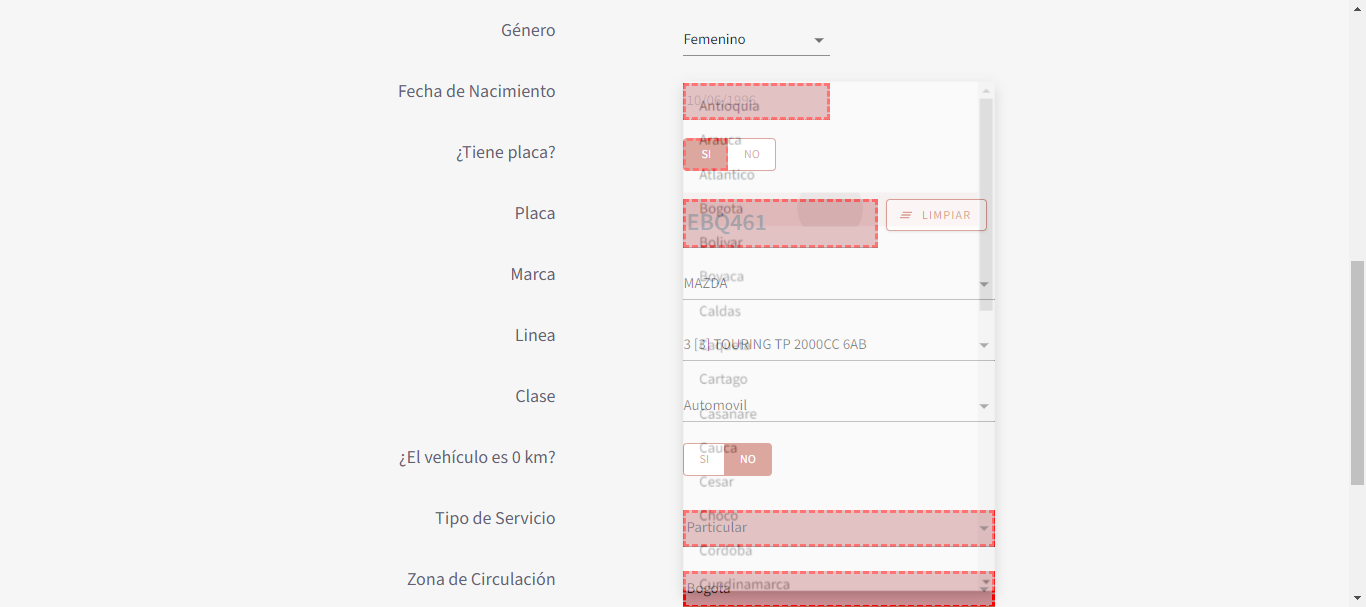 Género
Femenino
Fecha de Nacimiento
10/06/1996
Antioquia
Arauca
¿Tiene placa?
SI
NO
Atlantico
Bogota
Placa
EBQ461
LIMPIAR
Bolivar
Marca
Boyaca
MAZDA
Caldas
Linea
3 [3] TOURING TP 2000CC 6AB
Caqueta
Cartago
Clase
Automovil
Casanare
Cauca
¿El vehículo es 0 km?
SI
NO
Cesar
Choco
Tipo de Servicio
Particular
Cordoba
Zona de Circulación
Cundinamarca
Bogota